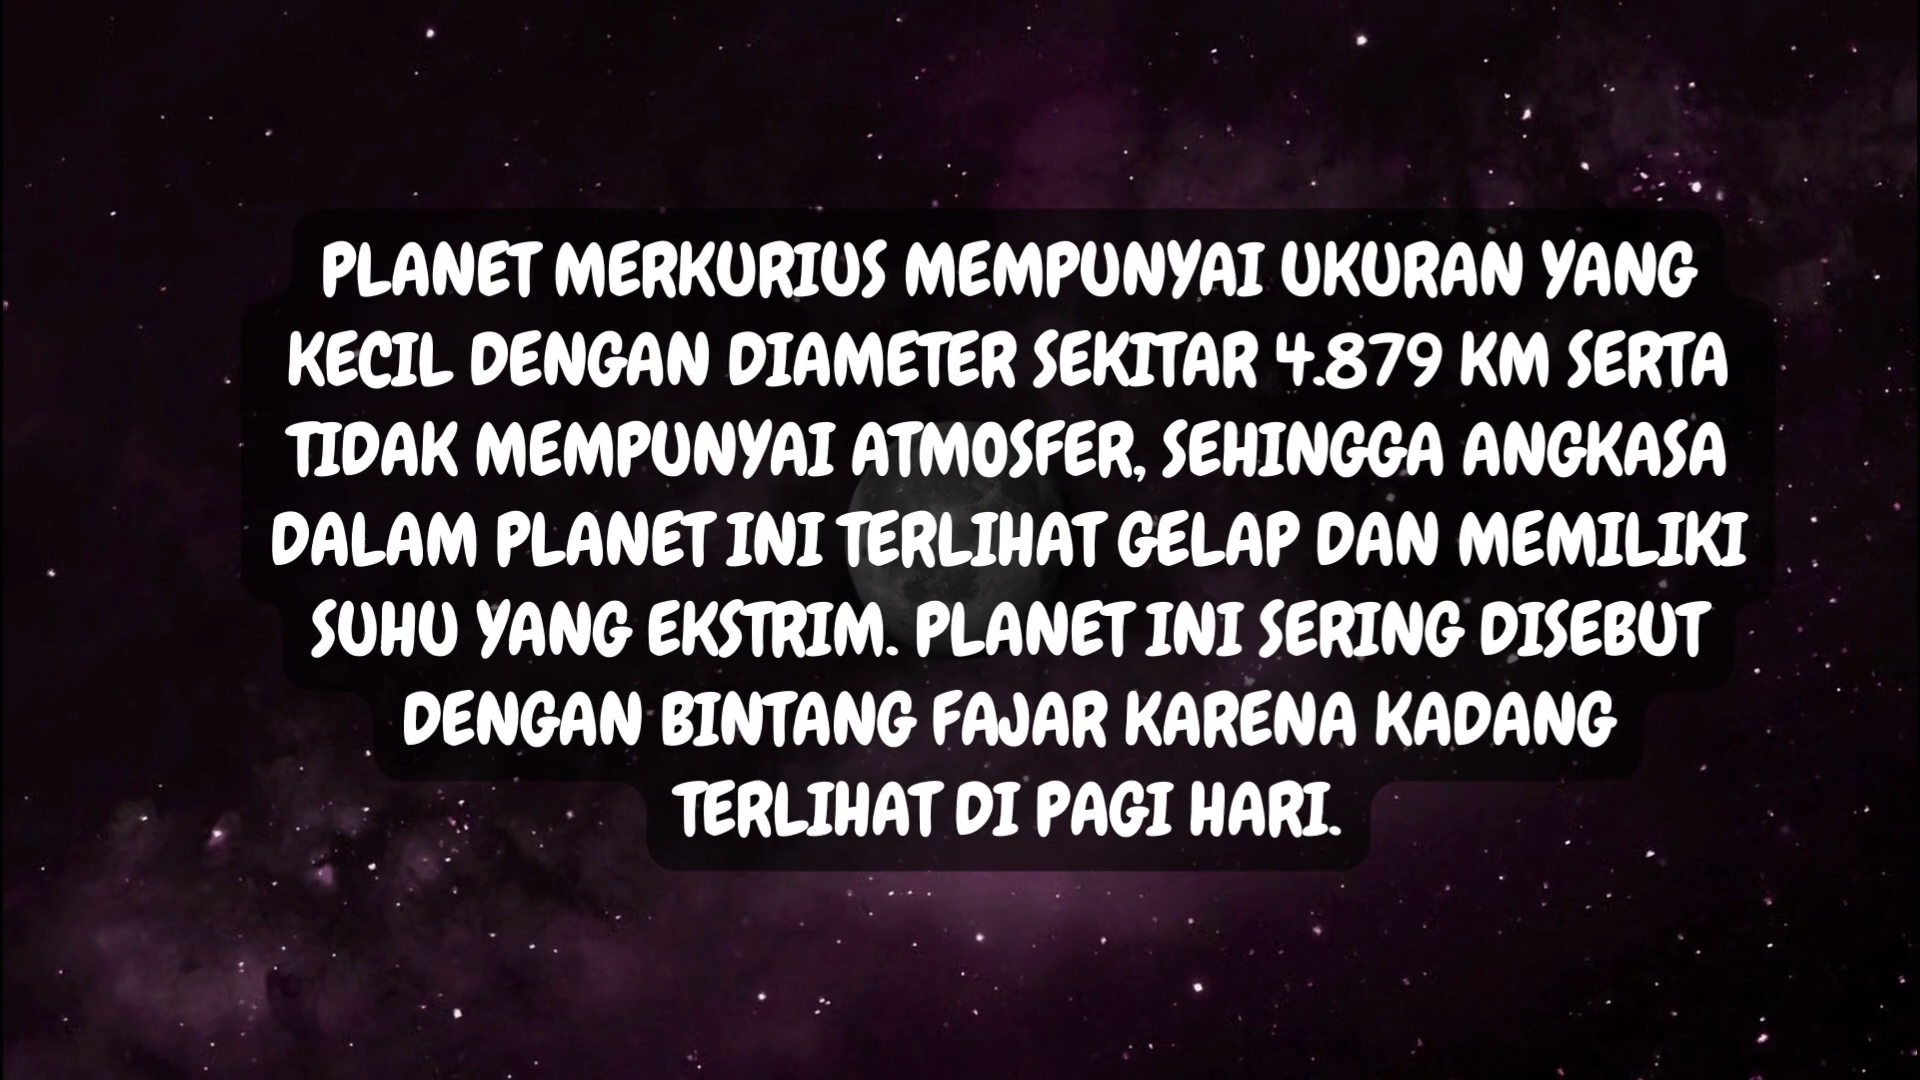 PLANET MERKURIUS MEMPUNYAI UKURAN YANG
KECIL DENGAN DIAMETER SEKITAR 4.879 KM SERTA
TIDAK MEMPUNYAI ATMOSFER, SEHINGGA ANGKASA
DALAM PLANET INI TERLIHAT GELAP DAN MEMILIKI
SUHU YANG EKSTRIM. PLANET INI SERING DISEBUT
DENGAN BINTANG FAJAR KARENA KADANG
TERLIHAT DI PAGI HARI.